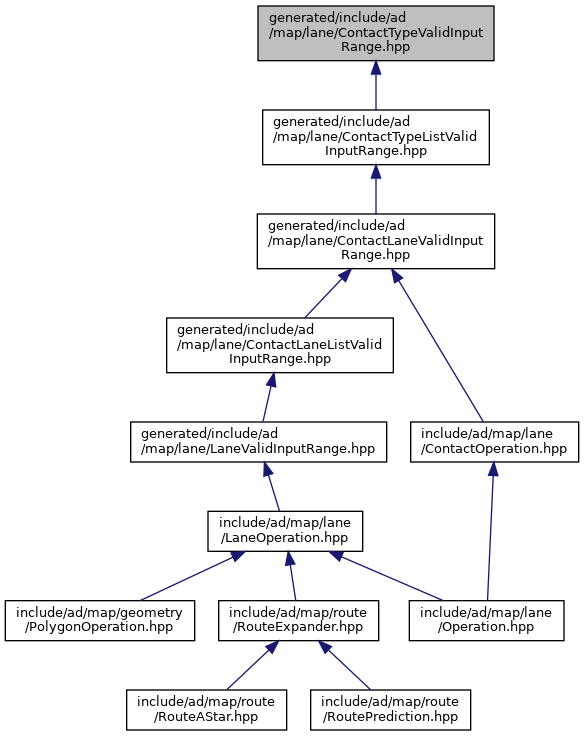 generated/include/ad
/map/lane/ContactTypeValidInput
Range.hpp
generated/include/ad
/map/lane/ContactTypeListValid
InputRange.hpp
generated/include/ad
/map/lane/ContactLaneValidInput
Range.hpp
generated/include/ad
/map/lane/ContactLaneListValid
InputRange.hpp
generated/include/ad
/map/lane/LaneValidInputRange.hpp
include/ad/map/lane
/ContactOperation.hpp
include/ad/map/lane
/LaneOperation.hpp
include/ad/map/geometry
/PolygonOperation.hpp
include/ad/map/route
/RouteExpander.hpp
include/ad/map/lane
/Operation.hpp
include/ad/map/route
/RouteAStar.hpp
include/ad/map/route
/RoutePrediction.hpp